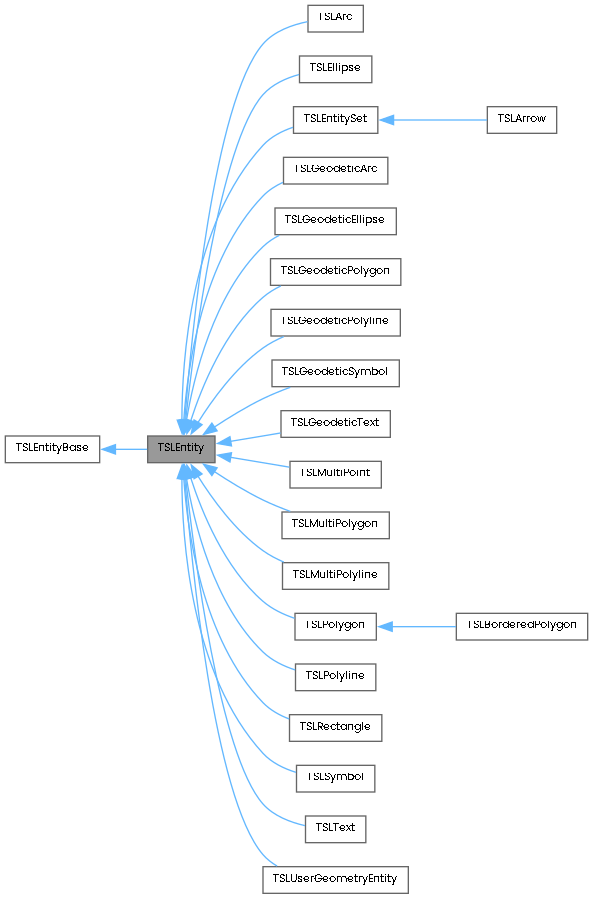 TSLArc
TSLEllipse
TSLEntitySet
TSLArrow
TSLGeodeticArc
TSLGeodeticEllipse
TSLGeodeticPolygon
TSLGeodeticPolyline
TSLGeodeticSymbol
TSLGeodeticText
TSLEntityBase
TSLEntity
TSLMultiPoint
TSLMultiPolygon
TSLMultiPolyline
TSLPolygon
TSLBorderedPolygon
TSLPolyline
TSLRectangle
TSLSymbol
TSLText
TSLUserGeometryEntity